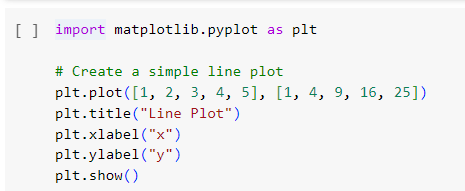 [ ] import matplotlib.pyplot as plt
# Create a simple line plot
plt.plot([1, 2, 3, 4, 5], [1, 4, 9, 16, 25])
plt.title("Line Plot")
plt.xlabel("x")
plt.ylabel("y")
plt.show()